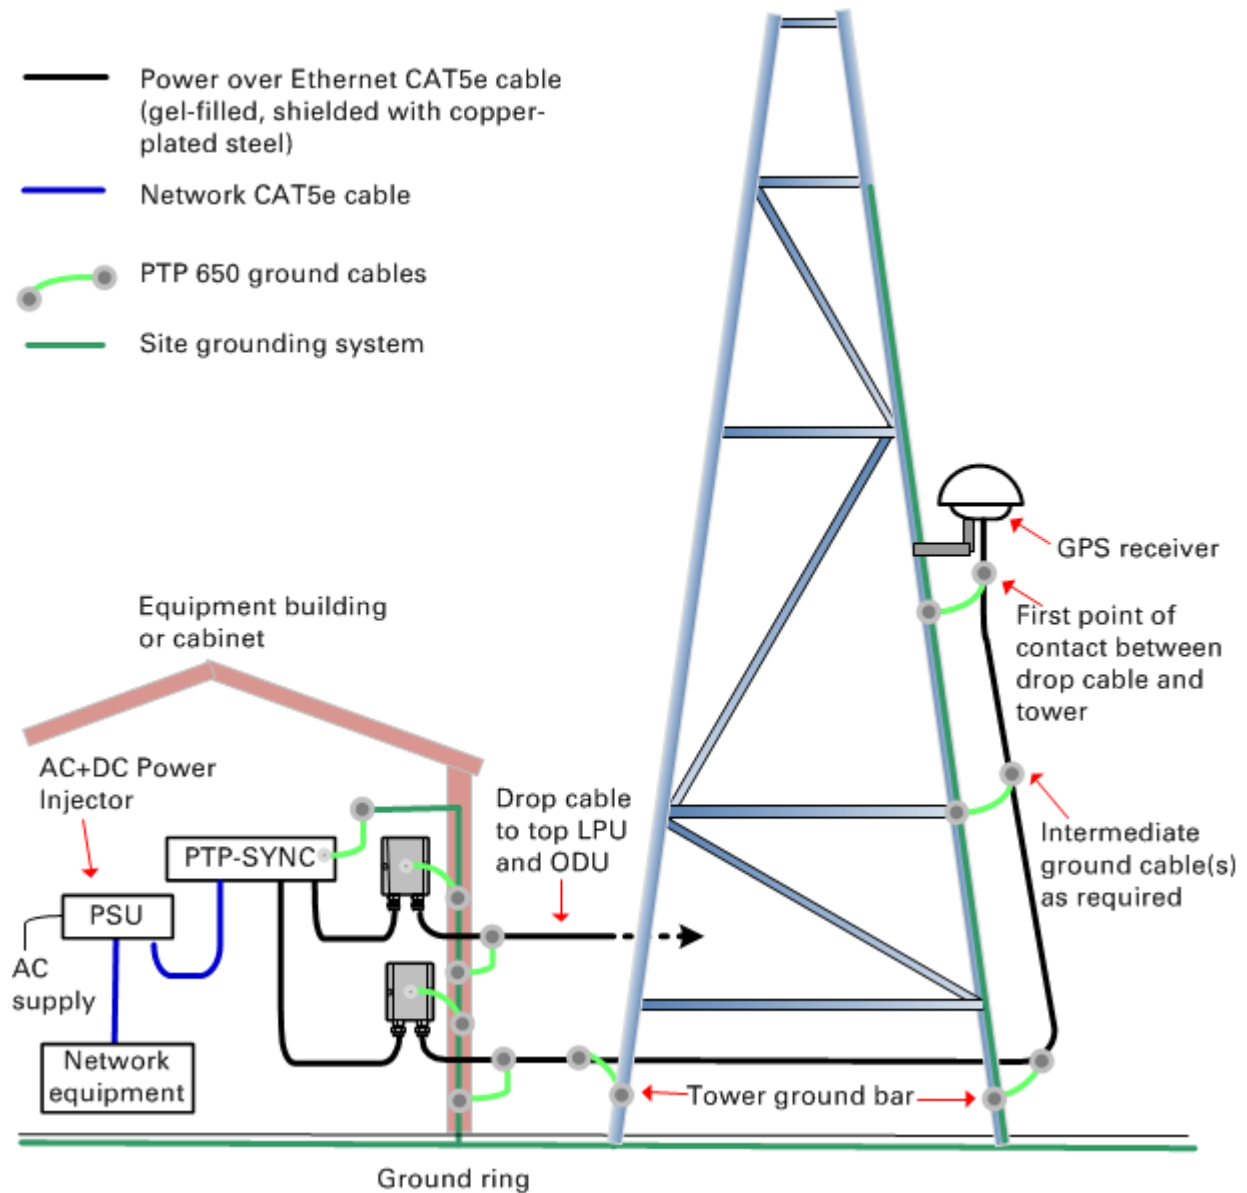 Power over Ethernet CAT5e cable
(gel-filled, shielded with copper-
plated steel)
Network CAT5e cable
PTP 650 ground cables
Site grounding system
GPS receiver
First point of
contact between
drop cable and
tower
Equipment building
or cabinet
AC+DC Power
Injector
Drop cable
to top LPU
and ODU
Intermediate
ground cable(s)
as required
PTP-SYNC
PSU
AC
supply
Network
equipment
Tower ground bar
Ground ring